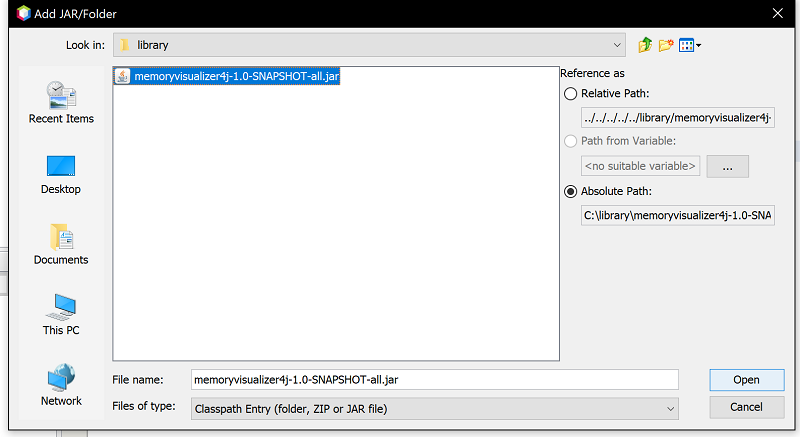 Add JAR/Folder
Look in:
library
memoryvisualizer4j-1.0-SNAPSHOT-all.jar
Recent Items
Desktop
Documents
This PC
Network
Reference as
Relative Path:
../../../../../library/memoryvisualizer4j-
Path from Variable:
<no suitable variable>
...
Absolute Path:
C:\library\memoryvisualizer4j-1.0-SNA
File name:
memoryvisualizer4j-1.0-SNAPSHOT-all.jar
Open
Files of type:
Classpath Entry (folder, ZIP or JAR file)
Cancel